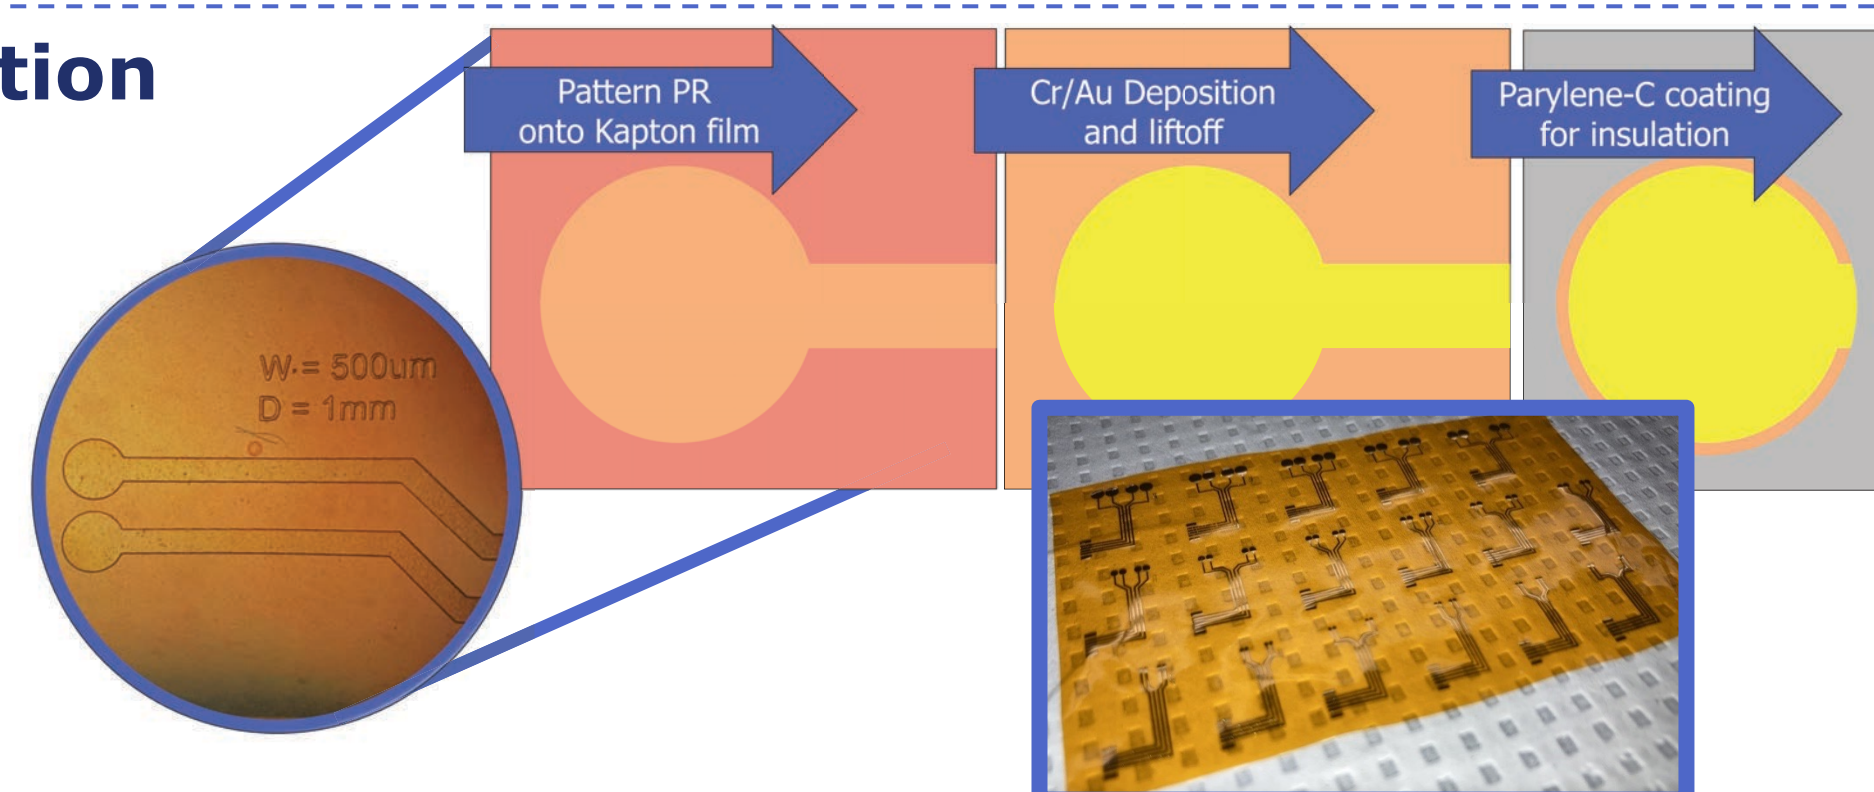 tion
Pattern PR
onto Kapton film
Cr/Au Deposition
and liftoff
Parylene-C coating
for insulation
W.= 500um
D = 1mm